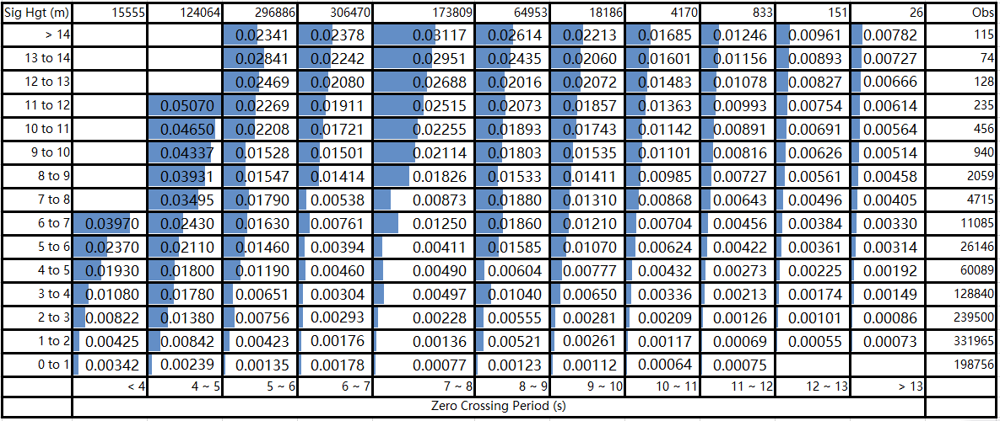 Sig Hgt (m) 15555 124064 296886 306470 173809 64953 18186 4170 833 151 26 Obs
> 14 0.02341 0.02378 0.03117 0.02614 0.02213 0.01685 0.01246 0.00961 0.00782 115
13 to 14 0.02841 0.02242 0.02951 0.02435 0.02060 0.01601 0.01156 0.00893 0.00727 74
12 to 13 0.02469 0.02080 0.02688 0.02016 0.02072 0.01483 0.01078 0.00827 0.00666 128
11 to 12 0.05070 0.02269 0.01911 0.02515 0.02073 0.01857 0.01363 0.00993 0.00754 0.00614 235
10 to 11 0.04650 0.02208 0.01721 0.02255 0.01893 0.01743 0.01142 0.00891 0.00691 0.00564 456
9 to 10 0.04337 0.01528 0.01501 0.02114 0.01803 0.01535 0.01101 0.00816 0.00626 0.00514 940
8 to 9 0.03931 0.01547 0.01414 0.01826 0.01533 0.01411 0.00985 0.00727 0.00561 0.00458 2059
7 to 8 0.03495 0.01790 0.00538 0.00873 0.01880 0.01310 0.00868 0.00643 0.00496 0.00405 4715
6 to 7 0.03970 0.02430 0.01630 0.00761 0.01250 0.01860 0.01210 0.00704 0.00456 0.00384 0.00330 11085
5 to 6 0.02370 0.02110 0.01460 0.00394 0.00411 0.01585 0.01070 0.00624 0.00422 0.00361 0.00314 26146
4 to 5 0.01930 0.01800 0.01190 0.00460 0.00490 0.00604 0.00777 0.00432 0.00273 0.00225 0.00192 60089
3 to 4 0.01080 0.01780 0.00651 0.00304 0.00497 0.01040 0.00650 0.00336 0.00213 0.00174 0.00149 128840
2 to 3 0.00822 0.01380 0.00756 0.00293 0.00228 0.00555 0.00281 0.00209 0.00126 0.00101 0.00086 239500
1 to 2 0.00425 0.00842 0.00423 0.00176 0.00136 0.00521 0.00261 0.00117 0.00069 0.00055 0.00073 331965
0 to 1 0.00342 0.00239 0.00135 0.00178 0.00077 0.00123 0.00112 0.00064 0.00075 198756
< 4 4 ~ 5 5 ~ 6 6 ~ 7 7 ~ 8 8 ~ 9 9 ~ 10 10 ~ 11 11 ~ 12 12 ~ 13 > 13
Zero Crossing Period (s)